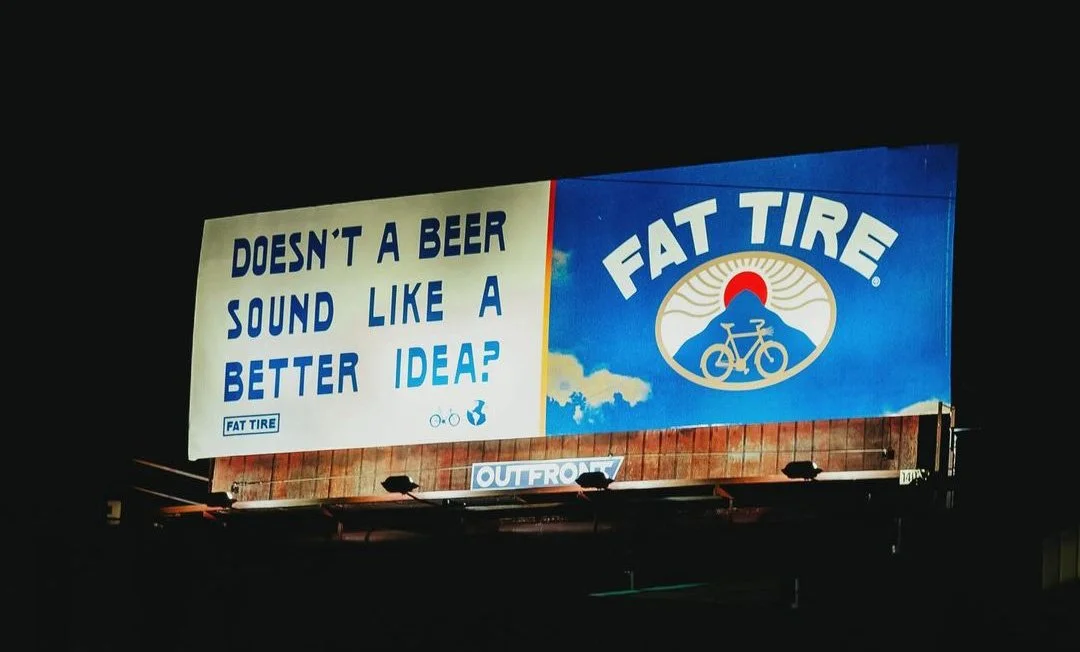 DOESN'T A BEER
SOUND LIKE A
BETTER IDEA?
FAT TIRE
FAT TIRE®
OUTFRONT